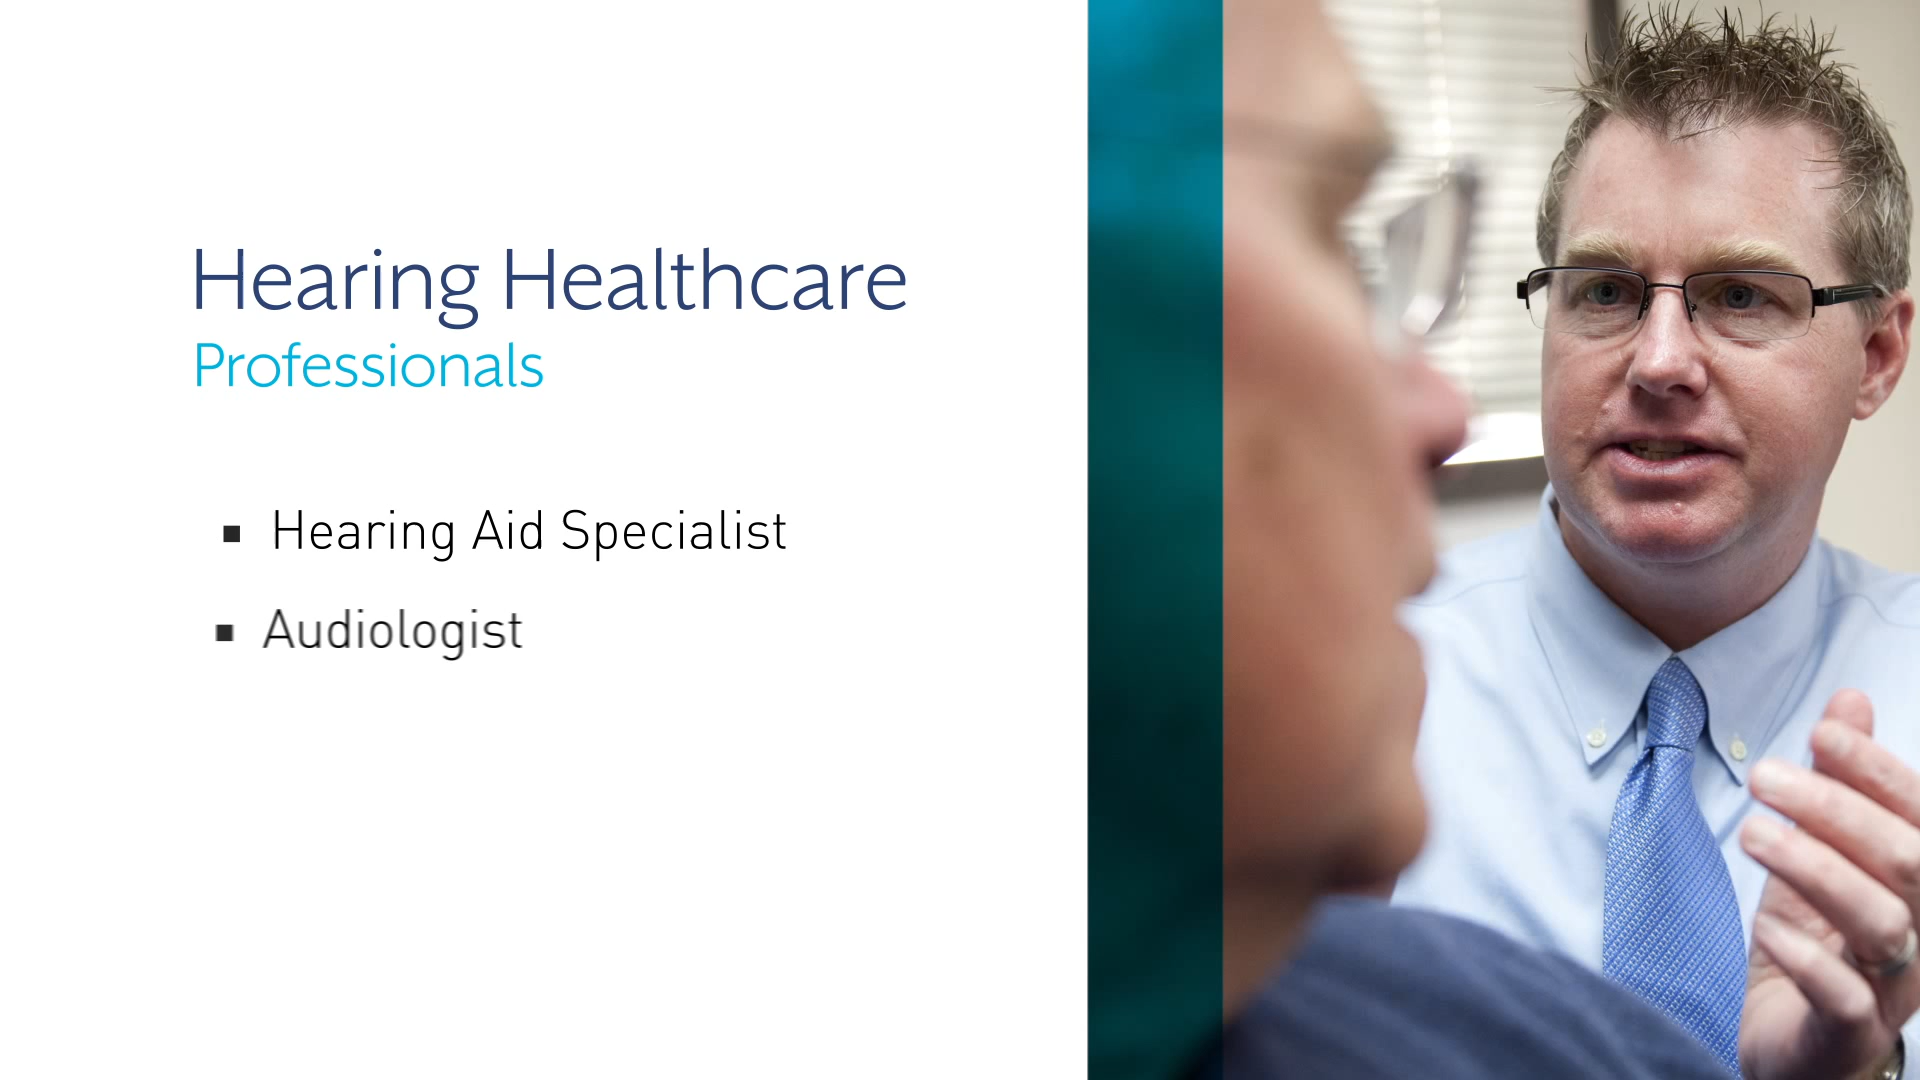 Hearing Healthcare
Professionals
▪ Hearing Aid Specialist
▪ Audiologist